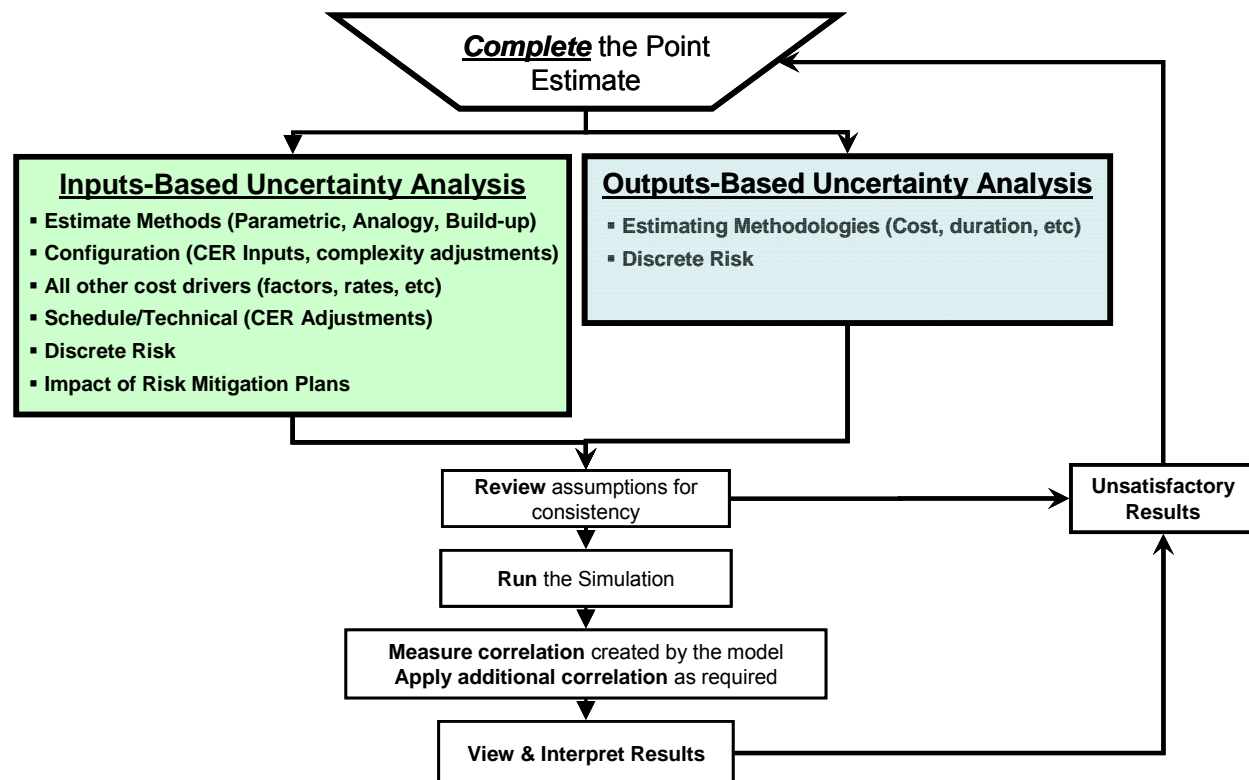 Complete the Point
Estimate
Inputs-Based Uncertainty Analysis
▪ Estimate Methods (Parametric, Analogy, Build-up)
▪ Configuration (CER Inputs, complexity adjustments)
▪ All other cost drivers (factors, rates, etc)
▪ Schedule/Technical (CER Adjustments)
▪ Discrete Risk
▪ Impact of Risk Mitigation Plans
Outputs-Based Uncertainty Analysis
▪ Estimating Methodologies (Cost, duration, etc)
▪ Discrete Risk
Review assumptions for
consistency
Unsatisfactory
Results
Run the Simulation
Measure correlation created by the model
Apply additional correlation as required
View & Interpret Results